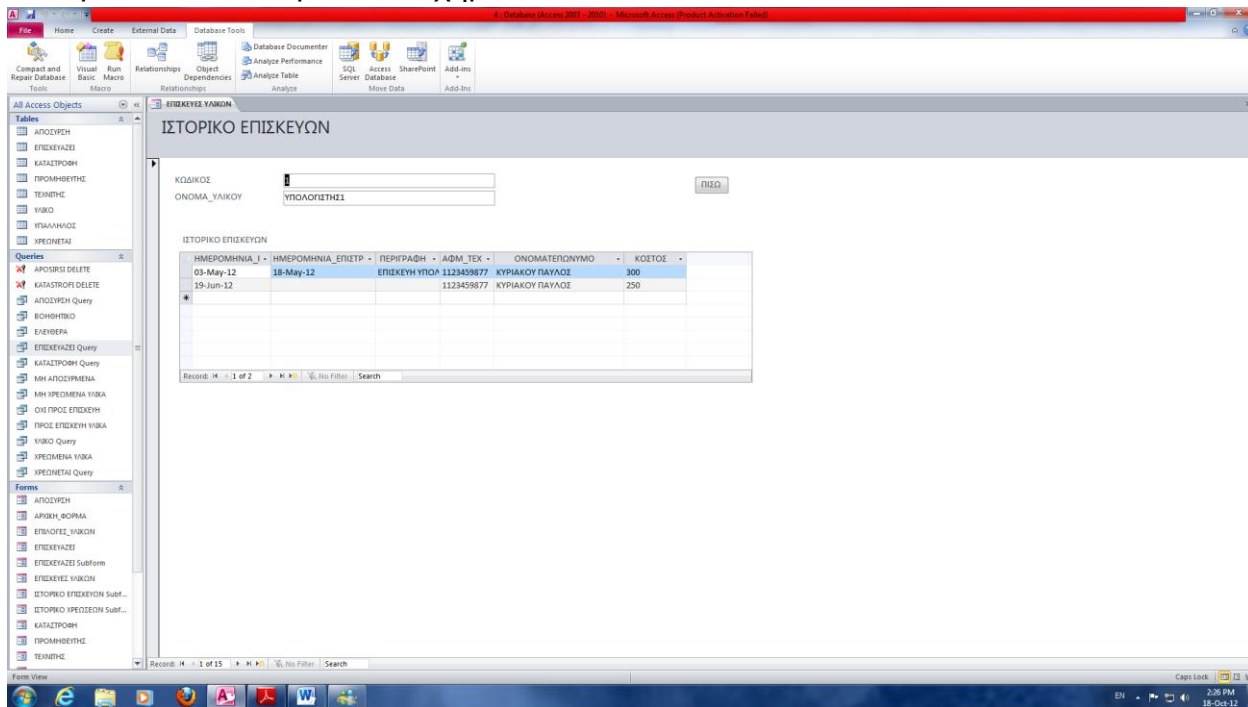 4 : Database (Access 2007 - 2010) - Microsoft Access (Product Activation Failed)
File Home Create External Data Database Tools
Compact and Repair Database
Visual Basic
Run Macro
Relationships
Object Dependencies
Database Documenter
Analyze Performance
Analyze Table
SQL Server
Access Database
SharePoint
Add-ins
Tools Macro Relationships Analyze Move Data Add-Ins
All Access Objects
ΕΠΙΣΚΕΥΕΣ ΥΛΙΚΩΝ
Tables
ΑΠΟΣΥΡΣΗ
ΕΠΙΣΚΕΥΑΖΕΙ
ΚΑΤΑΣΤΡΟΦΗ
ΠΡΟΜΗΘΕΥΤΗΣ
ΤΕΧΝΙΤΗΣ
ΥΛΙΚΟ
ΥΠΑΛΛΗΛΟΣ
ΧΡΕΩΝΕΤΑΙ
Queries
APOSIRSI DELETE
KATASTROFI DELETE
ΑΠΟΣΥΡΣΗ Query
ΒΟΗΘΗΤΙΚΟ
ΕΛΕΥΘΕΡΑ
ΕΠΙΣΚΕΥΑΖΕΙ Query
ΚΑΤΑΣΤΡΟΦΗ Query
ΜΗ ΑΠΟΣΥΡΜΕΝΑ
ΜΗ ΧΡΕΩΜΕΝΑ ΥΛΙΚΑ
ΟΧΙ ΠΡΟΣ ΕΠΙΣΚΕΥΗ
ΠΡΟΣ ΕΠΙΣΚΕΥΗ ΥΛΙΚΑ
ΥΛΙΚΟ Query
ΧΡΕΩΜΕΝΑ ΥΛΙΚΑ
ΧΡΕΩΝΕΤΑΙ Query
Forms
ΑΠΟΣΥΡΣΗ
ΑΡΧΙΚΗ_ΦΟΡΜΑ
ΕΠΙΛΟΓΕΣ_ΥΛΙΚΩΝ
ΕΠΙΣΚΕΥΑΖΕΙ
ΕΠΙΣΚΕΥΑΖΕΙ Subform
ΕΠΙΣΚΕΥΕΣ ΥΛΙΚΩΝ
ΙΣΤΟΡΙΚΟ ΕΠΙΣΚΕΥΩΝ Subf...
ΙΣΤΟΡΙΚΟ ΧΡΕΩΣΕΩΝ Subf...
ΚΑΤΑΣΤΡΟΦΗ
ΠΡΟΜΗΘΕΥΤΗΣ
ΤΕΧΝΙΤΗΣ
ΙΣΤΟΡΙΚΟ ΕΠΙΣΚΕΥΩΝ
ΚΩΔΙΚΟΣ 1
ΠΙΣΩ
ΟΝΟΜΑ_ΥΛΙΚΟΥ ΥΠΟΛΟΓΙΣΤΗΣ1
ΙΣΤΟΡΙΚΟ ΕΠΙΣΚΕΥΩΝ
ΗΜΕΡΟΜΗΝΙΑ_ ΗΜΕΡΟΜΗΝΙΑ_ΕΠΙΣΤΡ ΠΕΡΙΓΡΑΦΗ ΑΦΜ_ΤΕΧ ΟΝΟΜΑΤΕΠΩΝΥΜΟ ΚΟΣΤΟΣ
03-May-12 18-May-12 ΕΠΙΣΚΕΥΗ ΥΠΟΛ 1123459877 ΚΥΡΙΑΚΟΥ ΠΑΥΛΟΣ 300
19-Jun-12 1123459877 ΚΥΡΙΑΚΟΥ ΠΑΥΛΟΣ 250
Record: 1 of 2 No Filter Search
Record: 1 of 15 No Filter Search
Form View Caps Lock
EN 2:26 PM
18-Oct-12